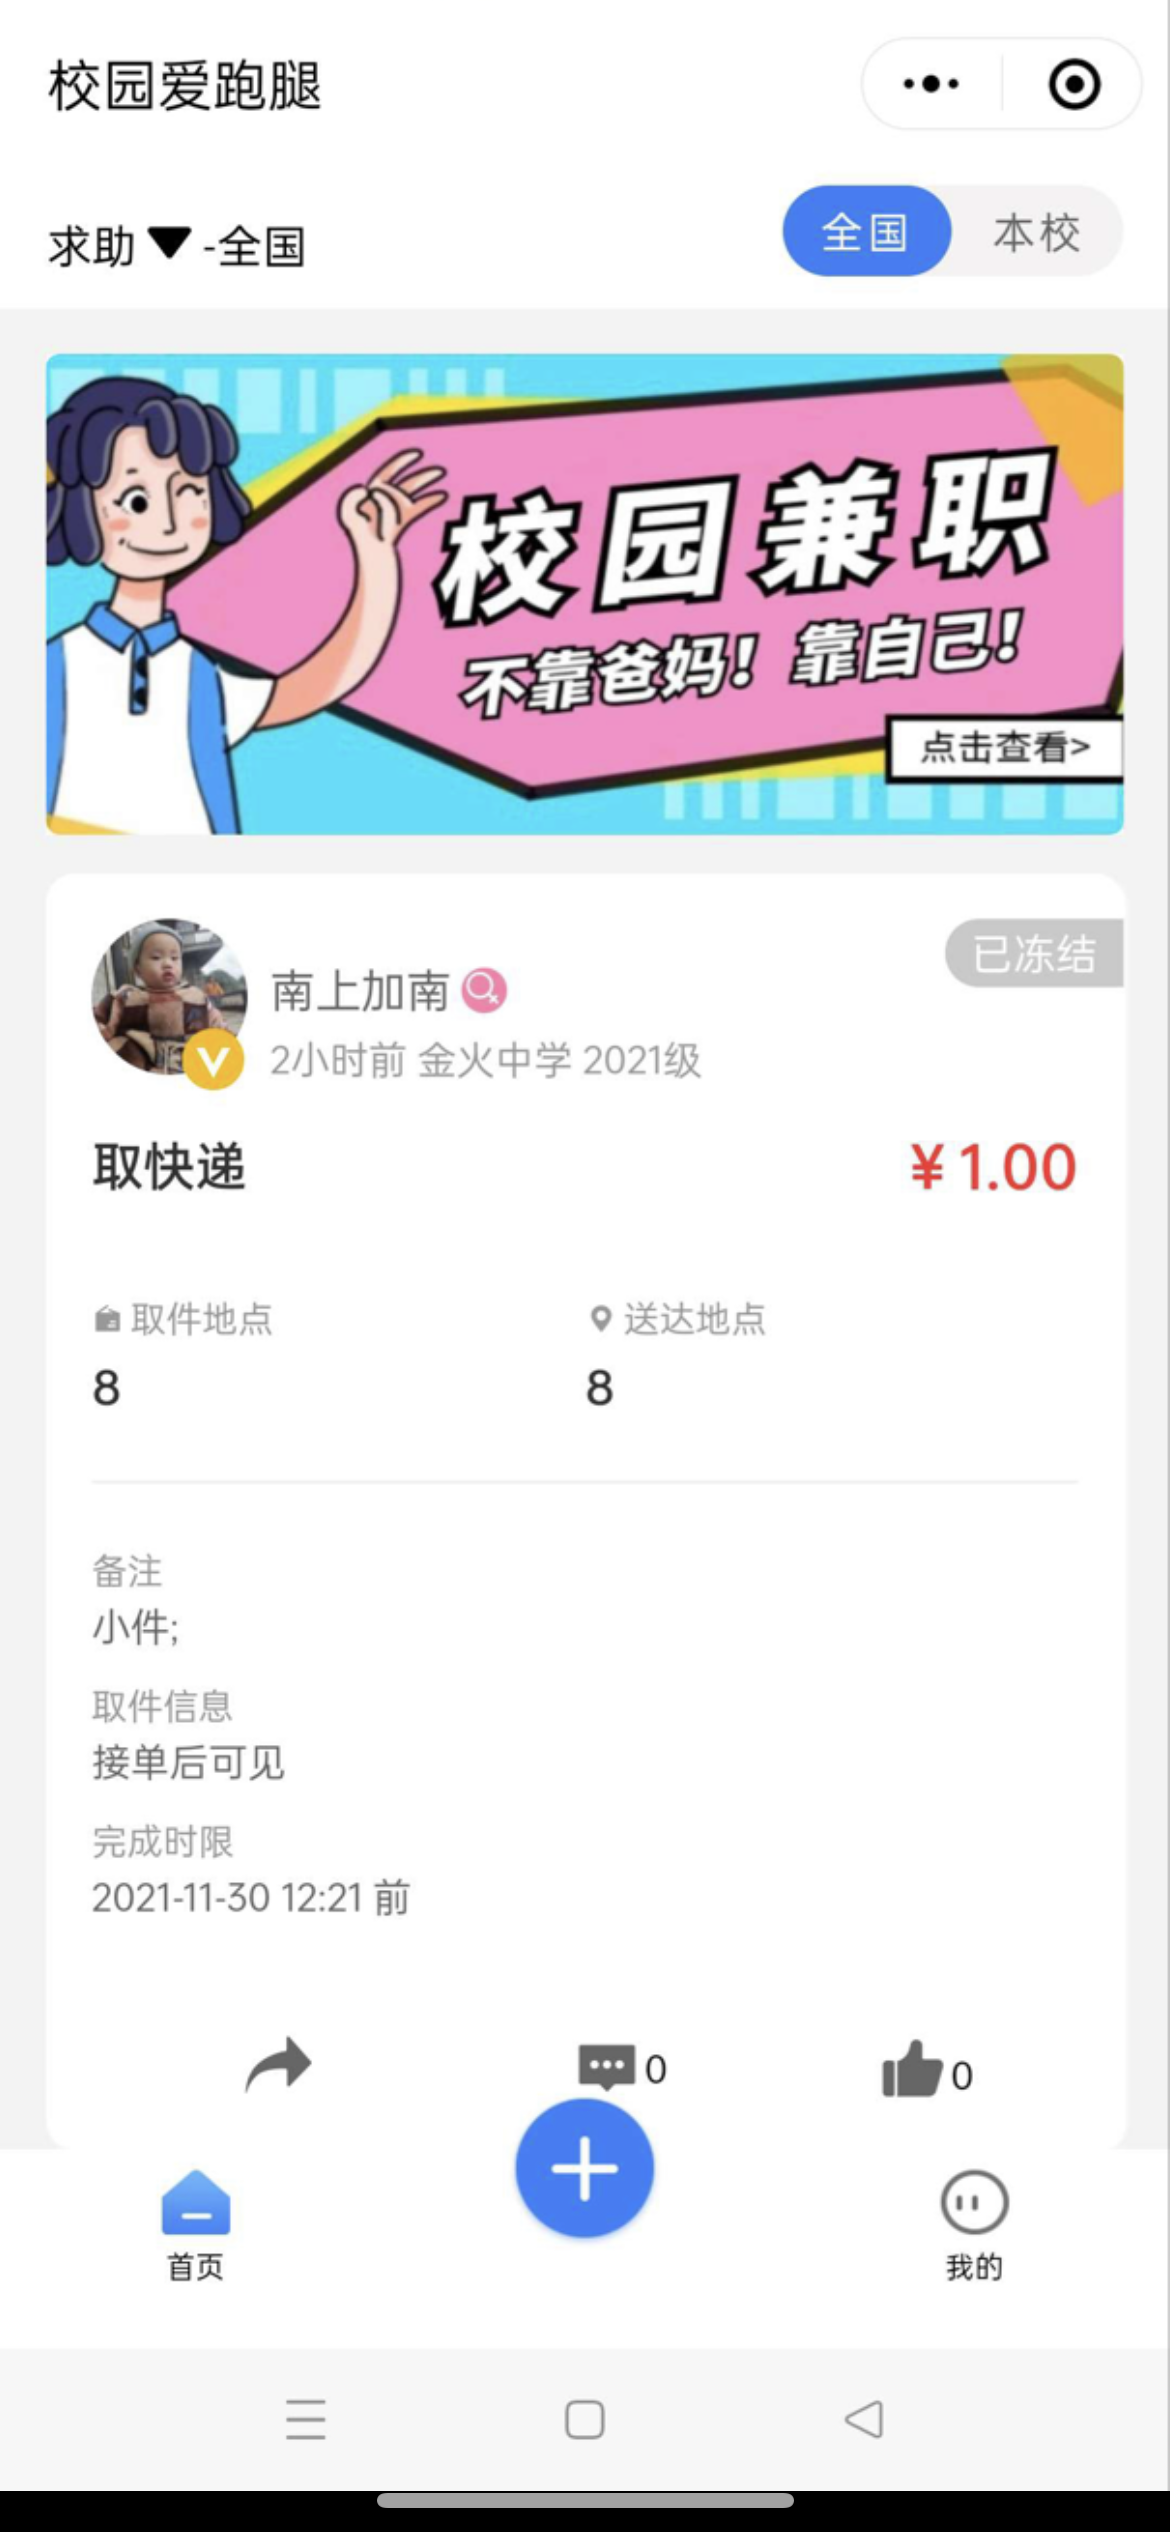 校园爱跑腿
求助 ▼ -全国
全国 本校
校园兼职
不靠爸妈！靠自己！
点击查看>
已冻结
南上加南
2小时前 金火中学 2021级
取快递
¥1.00
取件地点
送达地点
8
8
备注
小件;
取件信息
接单后可见
完成时限
2021-11-30 12:21 前
0
0
首页
我的